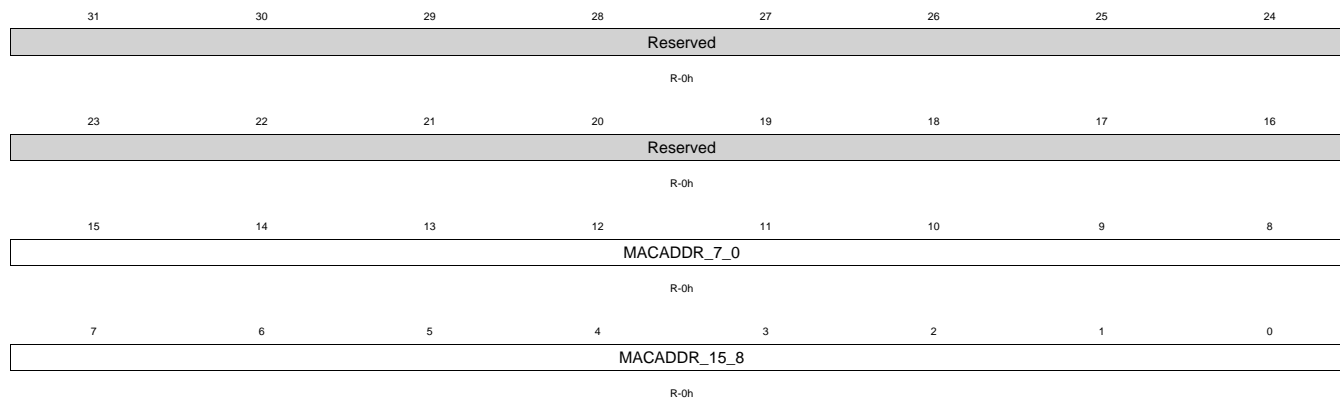 31 30 29 28 27 26 25 24
Reserved
R-0h
23 22 21 20 19 18 17 16
Reserved
R-0h
15 14 13 12 11 10 9 8
MACADDR_7_0
R-0h
7 6 5 4 3 2 1 0
MACADDR_15_8
R-0h